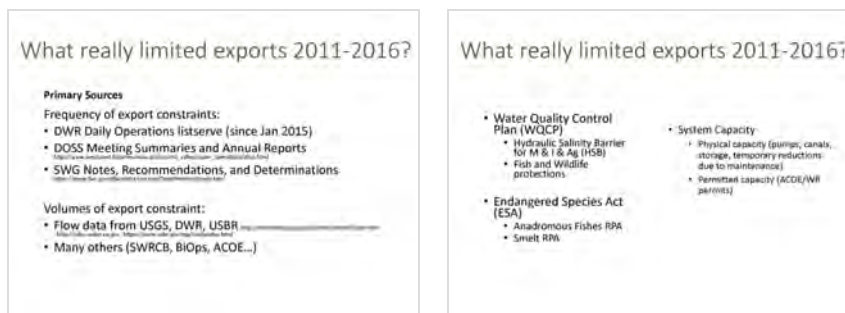 What really limited exports 2011-2016?
Primary Sources
Frequency of export constraints:
• DWR Daily Operations listserve (since Jan 2015)
• DOSS Meeting Summaries and Annual Reports
• SWG Notes, Recommendations, and Determinations
Volumes of export constraint:
• Flow data from USGS, DWR, USBR
• Many others (SWRCB, BiOps, ACOE...)
What really limited exports 2011-2016?
• Water Quality Control
Plan (WQCP)
• Hydraulic Salinity Barrier
for M & I & Ag (HSB)
• Fish and Wildlife
protections
• Endangered Species Act
(ESA)
• Anadromous Fishes RPA
• Smelt RPA
• System Capacity
• Physical capacity (pumps, canals,
storage, temporary reductions
due to maintenance)
• Permitted capacity (ACOE/WR
permits)